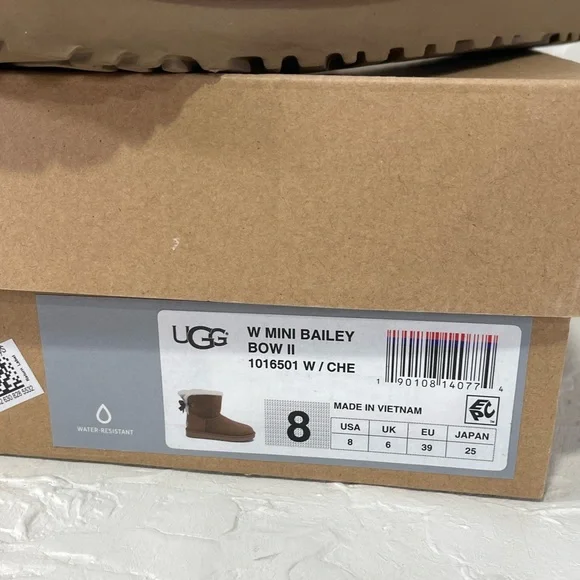 UGG
W MINI BAILEY
BOW II
1016501 W / CHE
1 90108 14077 4
8
MADE IN VIETNAM
USA UK EU JAPAN
8 6 39 25
EAC
WATER-RESISTANT